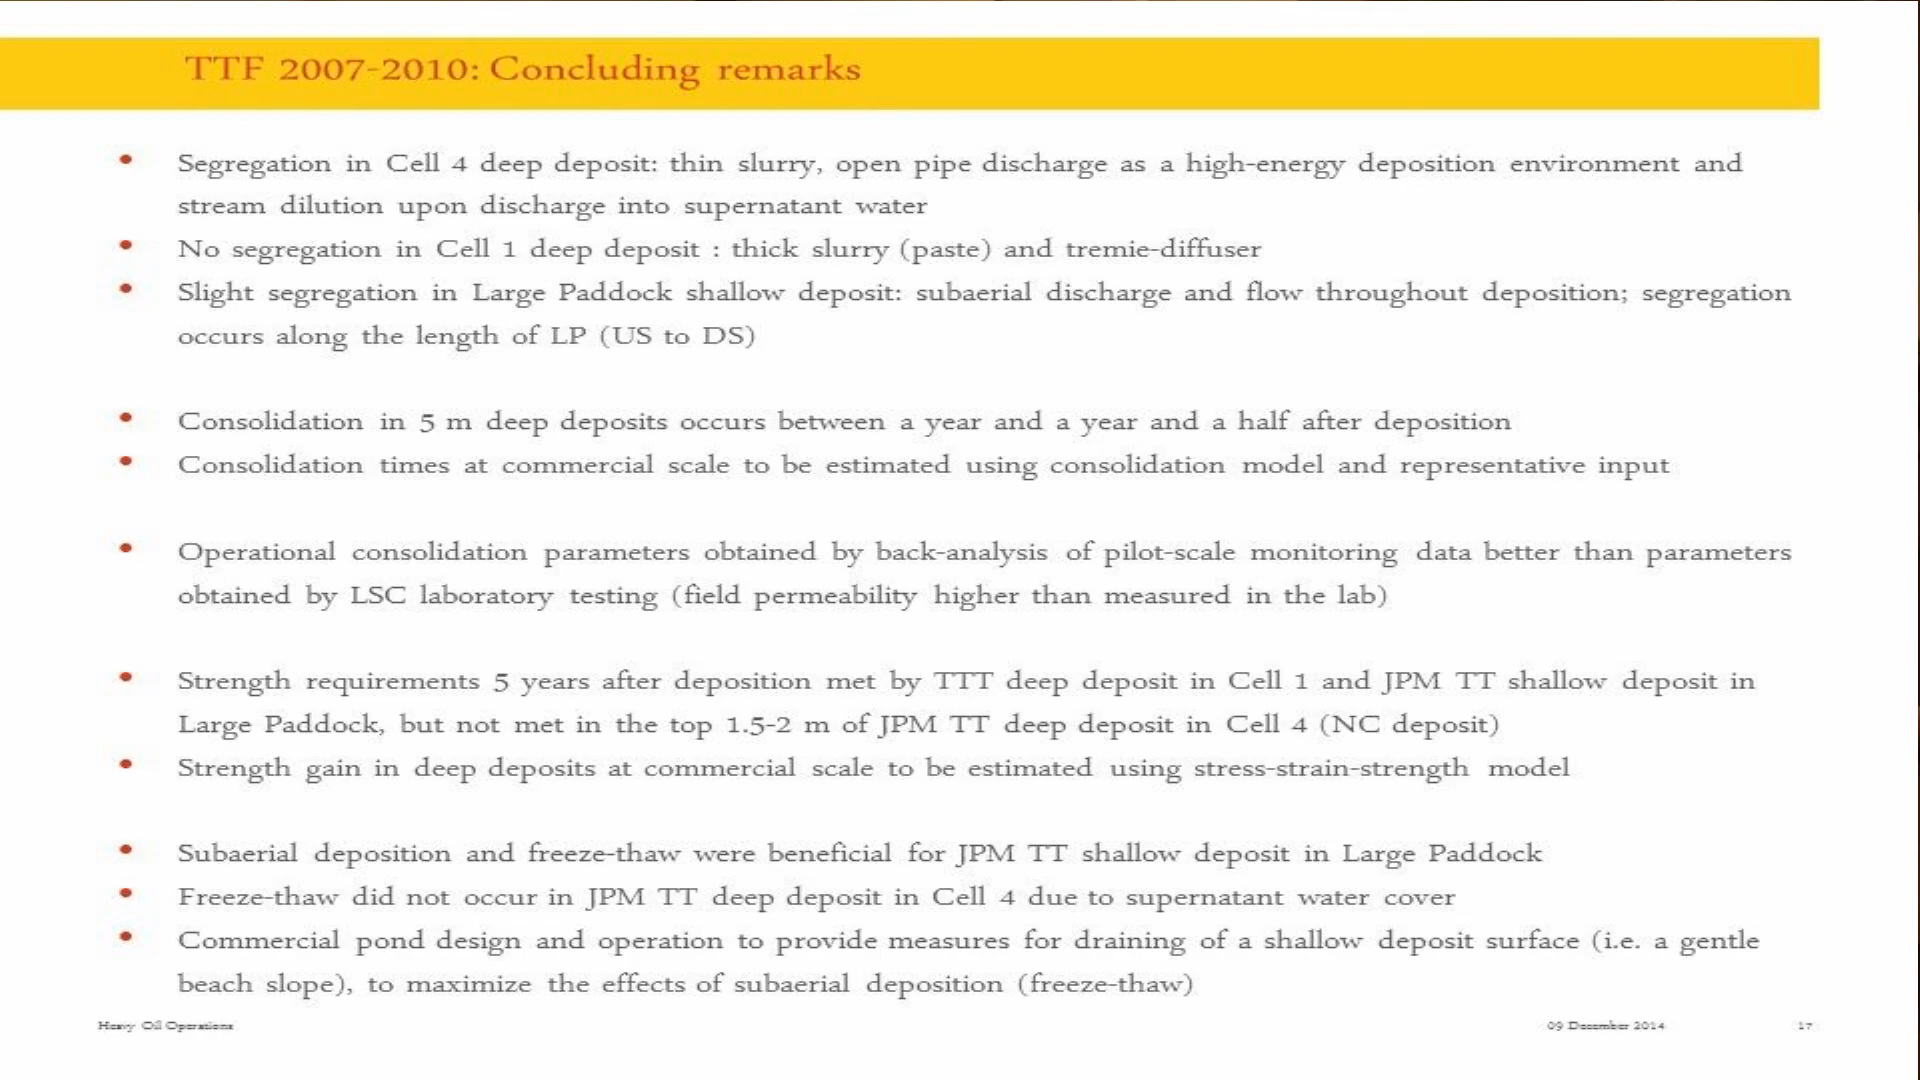 TTF 2007-2010: Concluding remarks
• Segregation in Cell 4 deep deposit: thin slurry, open pipe discharge as a high-energy deposition environment and
stream dilution upon discharge into supernatant water
• No segregation in Cell 1 deep deposit : thick slurry (paste) and tremie-diffuser
• Slight segregation in Large Paddock shallow deposit: subaerial discharge and flow throughout deposition; segregation
occurs along the length of LP (US to DS)
• Consolidation in 5 m deep deposits occurs between a year and a year and a half after deposition
• Consolidation times at commercial scale to be estimated using consolidation model and representative input
• Operational consolidation parameters obtained by back-analysis of pilot-scale monitoring data better than parameters
obtained by LSC laboratory testing (field permeability higher than measured in the lab)
• Strength requirements 5 years after deposition met by TTT deep deposit in Cell 1 and JPM TT shallow deposit in
Large Paddock, but not met in the top 1.5-2 m of JPM TT deep deposit in Cell 4 (NC deposit)
• Strength gain in deep deposits at commercial scale to be estimated using stress-strain-strength model
• Subaerial deposition and freeze-thaw were beneficial for JPM TT shallow deposit in Large Paddock
• Freeze-thaw did not occur in JPM TT deep deposit in Cell 4 due to supernatant water cover
• Commercial pond design and operation to provide measures for draining of a shallow deposit surface (i.e. a gentle
beach slope), to maximize the effects of subaerial deposition (freeze-thaw)
Heavy Oil Operations 09 December 2014 17